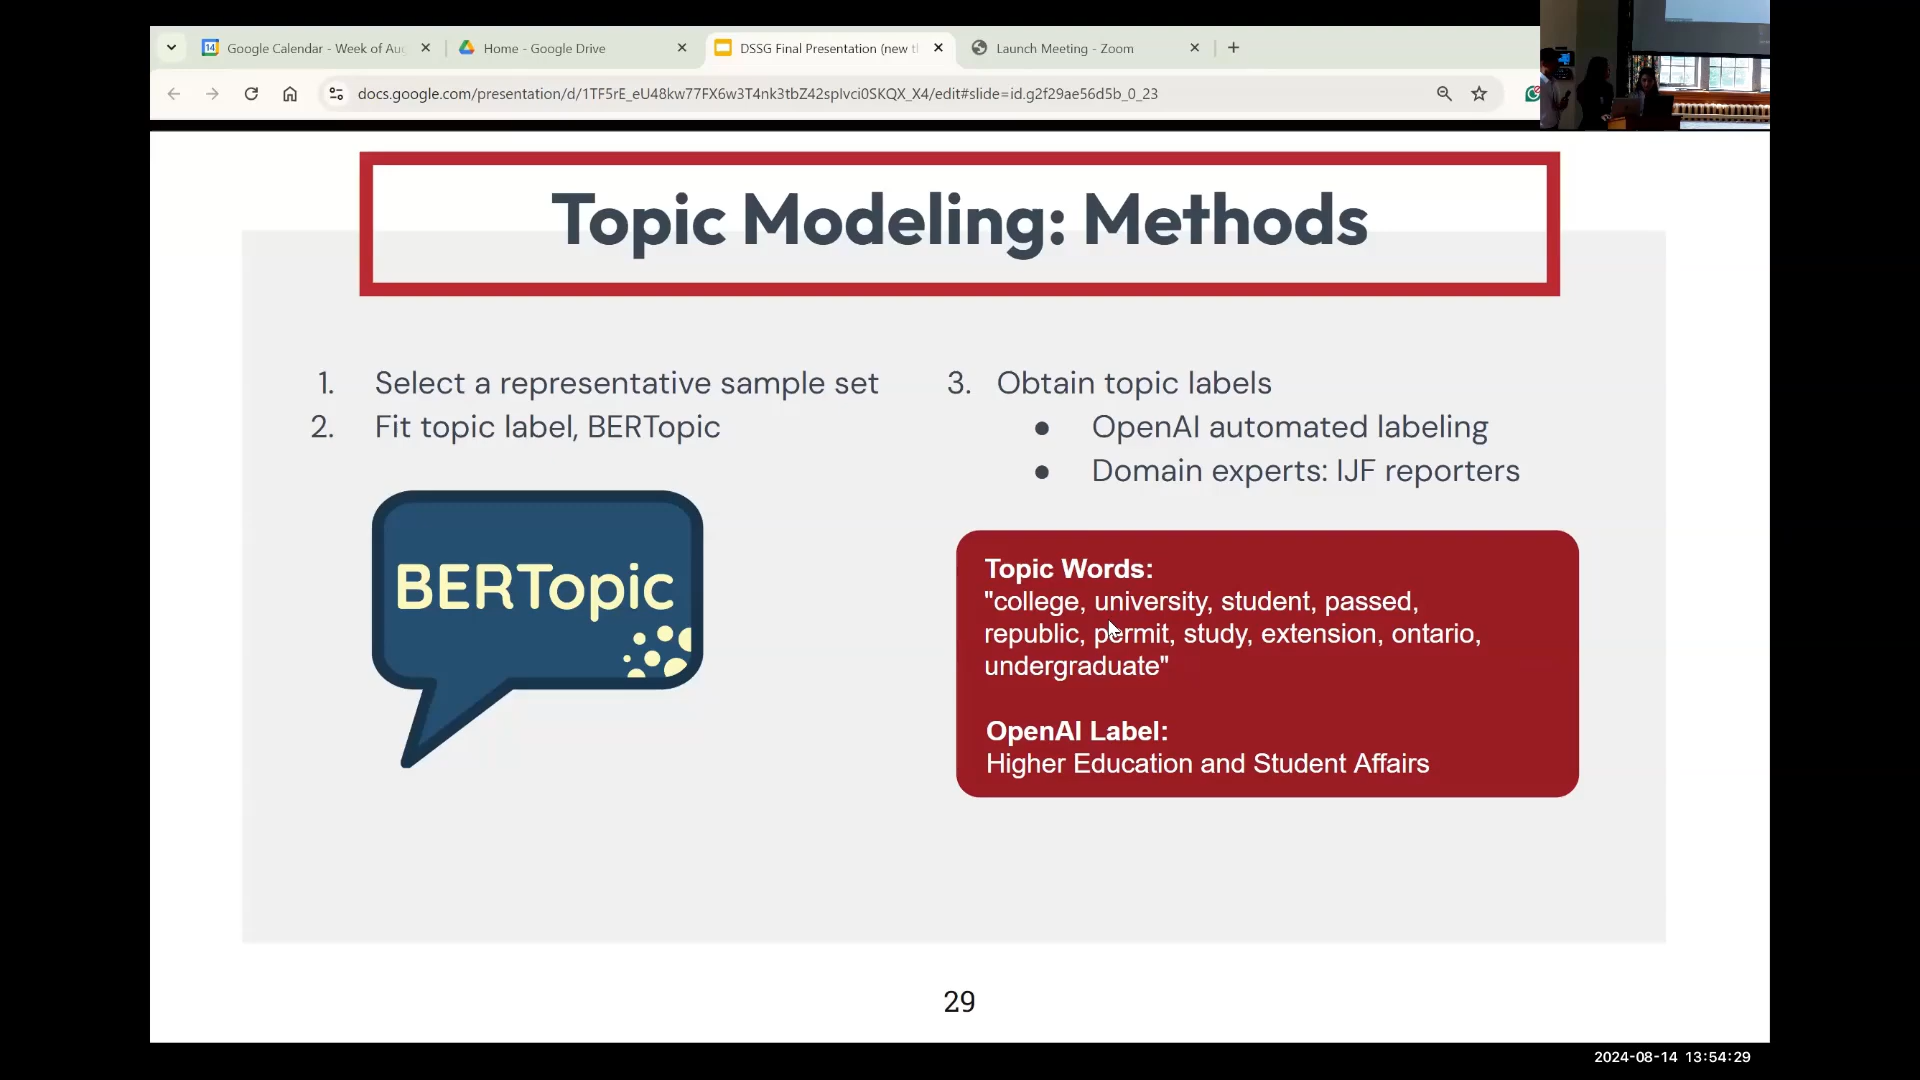 Google Calendar - Week of Au
Home - Google Drive
DSSG Final Presentation (new t
Launch Meeting - Zoom
docs.google.com/presentation/d/1TF5rE_eU48kw77FX6w3T4nk3tbZ42spIvci0SKQX_X4/edit#slide=id.g2f29ae56d5b_0_23
Topic Modeling: Methods
1. Select a representative sample set
2. Fit topic label, BERTopic
BERTopic
3. Obtain topic labels
● OpenAI automated labeling
● Domain experts: IJF reporters
Topic Words:
"college, university, student, passed,
republic, permit, study, extension, ontario,
undergraduate"
OpenAI Label:
Higher Education and Student Affairs
29
2024-08-14 13:54:29